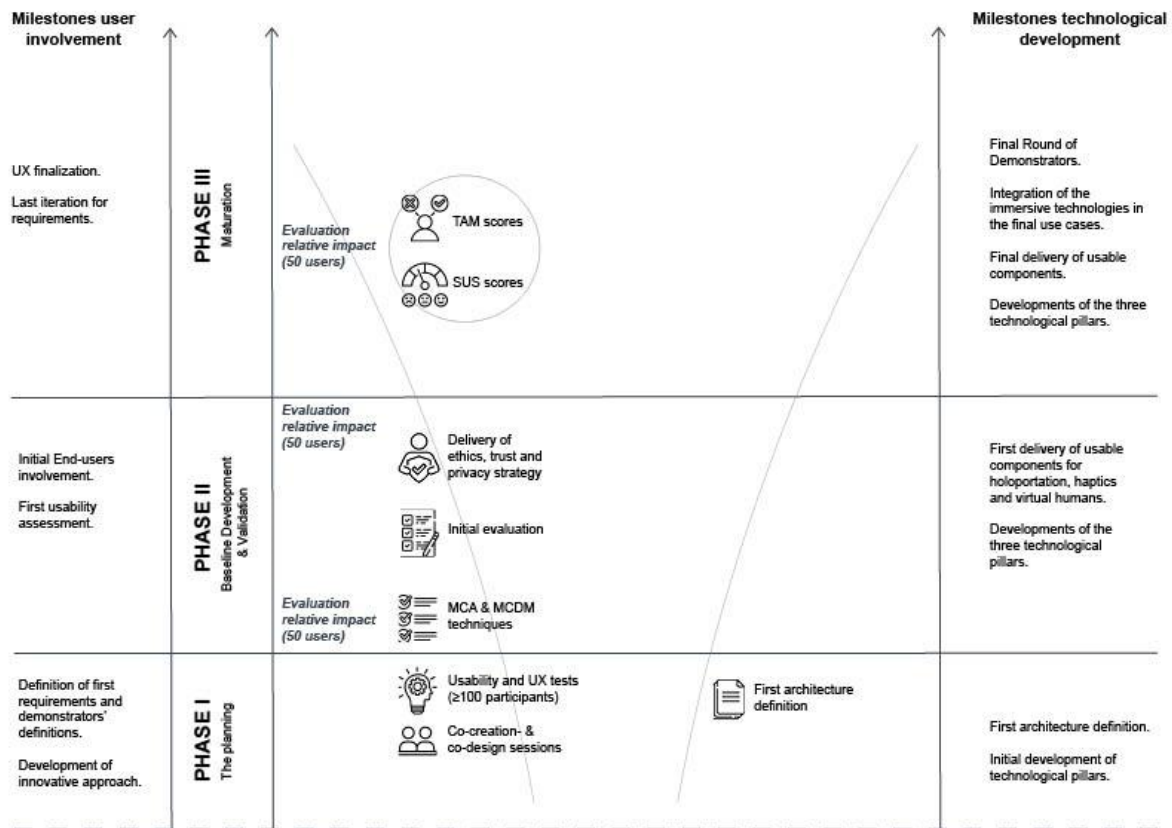 Milestones user
involvement
Milestones technological
development
UX finalization.
Last iteration for
requirements.
PHASE III
Maturation
Evaluation
relative impact
(50 users)
TAM scores
SUS scores
Final Round of
Demonstrators.
Integration of the
immersive technologies in
the final use cases.
Final delivery of usable
components.
Developments of the three
technological pillars.
Initial End-users
involvement.
First usability
assessment.
PHASE II
Baseline Development
& Validation
Evaluation
relative impact
(50 users)
Delivery of
ethics, trust and
privacy strategy
Initial evaluation
Evaluation
relative impact
(50 users)
MCA & MCDM
techniques
First delivery of usable
components for
holoportation, haptics
and virtual humans.
Developments of the
three technological
pillars.
Definition of first
requirements and
demonstrators'
definitions.
Development of
innovative approach.
PHASE I
The planning
Usability and UX tests
(≥100 participants)
Co-creation- &
co-design sessions
First architecture
definition
First architecture definition.
Initial development of
technological pillars.